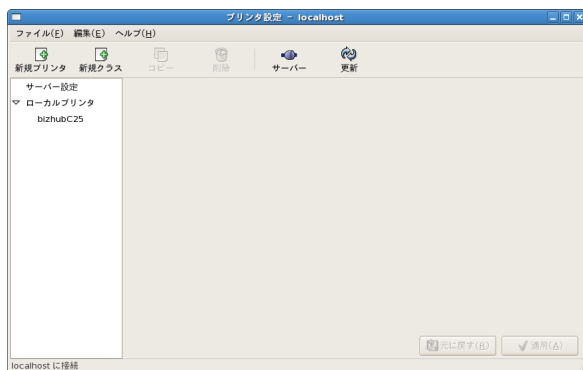 プリンタ設定 - localhost
ファイル(F) 編集(E) ヘルプ(H)
新規プリンタ 新規クラス コピー 削除 サーバー 更新
サーバー設定
ローカルプリンタ
bizhubC25
元に戻す(R) 適用(A)
localhost に接続